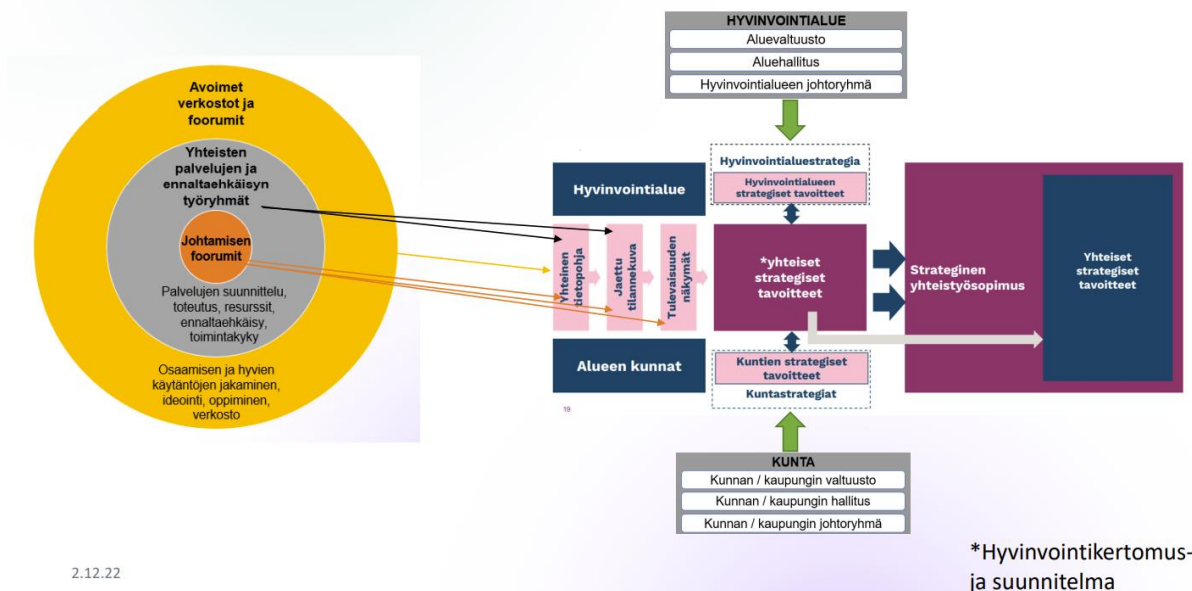 Avoimet
verkostot ja
foorumit
Yhteisten
palvelujen ja
ennaltaehkäisyn
työryhmät
Johtamisen
foorumit
Palvelujen suunnittelu,
toteutus, resurssit,
ennaltaehkäisy,
toimintakyky
Osaamisen ja hyvien
käytäntöjen jakaminen,
ideointi, oppiminen,
verkosto
HYVINVOINTIALUE
Aluevaltuusto
Aluehallitus
Hyvinvointialueen johtoryhmä
Hyvinvointialue
Hyvinvointialuestrategia
Hyvinvointialueen
strategiset tavoitteet
Yhteinen
tietopohja
Jaettu
tilannekuva
Tulevaisuuden
näkymät
*yhteiset
strategiset
tavoitteet
Strateginen
yhteistyösopimus
Yhteiset
strategiset
tavoitteet
Alueen kunnat
Kuntien strategiset
tavoitteet
Kuntastrategiat
19
KUNTA
Kunnan / kaupungin valtuusto
Kunnan / kaupungin hallitus
Kunnan / kaupungin johtoryhmä
2.12.22
*Hyvinvointikertomus-
ja suunnitelma